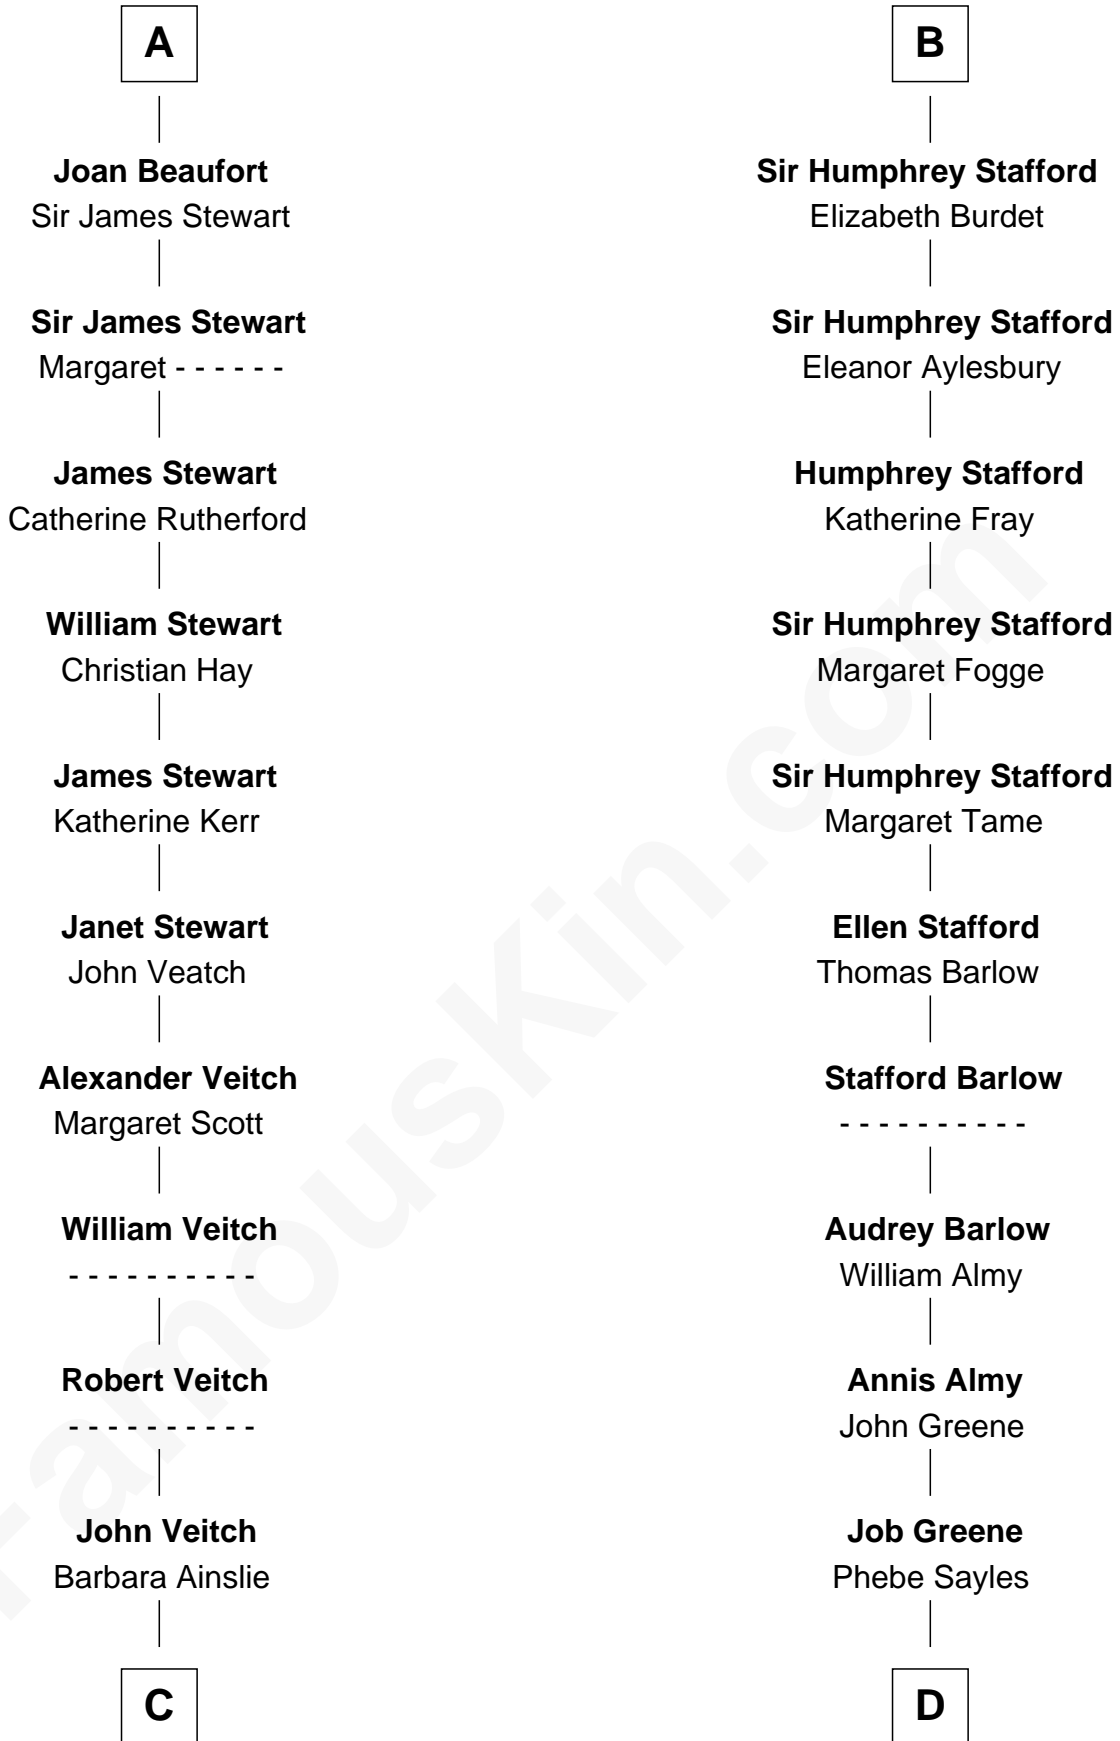 A
Joan Beaufort
Sir James Stewart
Sir James Stewart
Margaret - - - - - -
James Stewart
Catherine Rutherford
William Stewart
Christian Hay
James Stewart
Katherine Kerr
Janet Stewart
John Veatch
Alexander Veitch
Margaret Scott
William Veitch
- - - - - - - - - -
Robert Veitch
- - - - - - - - - -
John Veitch
Barbara Ainslie
C
B
Sir Humphrey Stafford
Elizabeth Burdet
Sir Humphrey Stafford
Eleanor Aylesbury
Humphrey Stafford
Katherine Fray
Sir Humphrey Stafford
Margaret Fogge
Sir Humphrey Stafford
Margaret Tame
Ellen Stafford
Thomas Barlow
Stafford Barlow
- - - - - - - - - -
Audrey Barlow
William Almy
Annis Almy
John Greene
Job Greene
Phebe Sayles
D
FamousKin.com